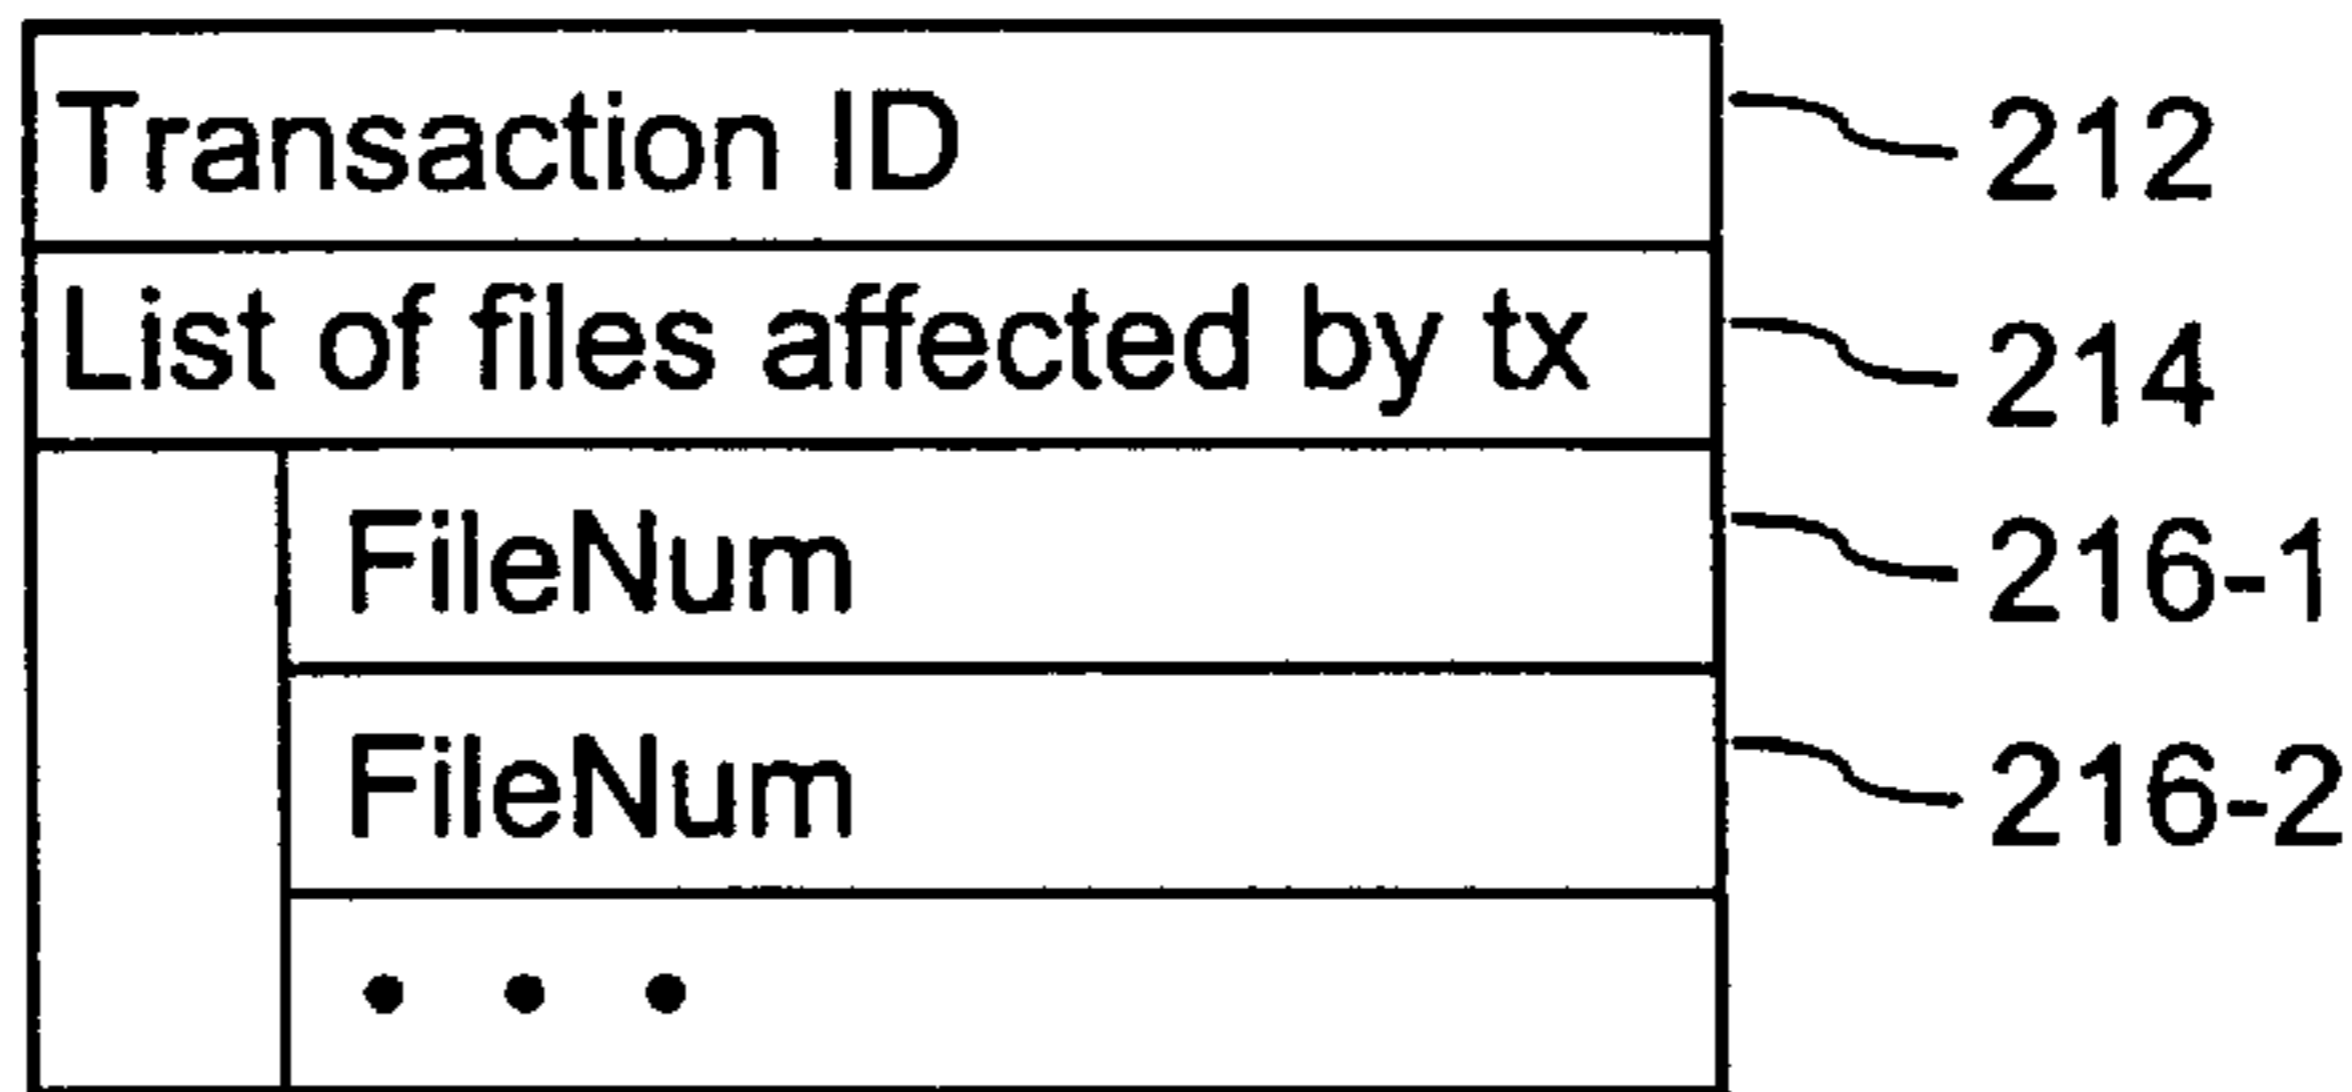 Transaction ID 212
List of files affected by tx 214
FileNum 216-1
FileNum 216-2
• • •